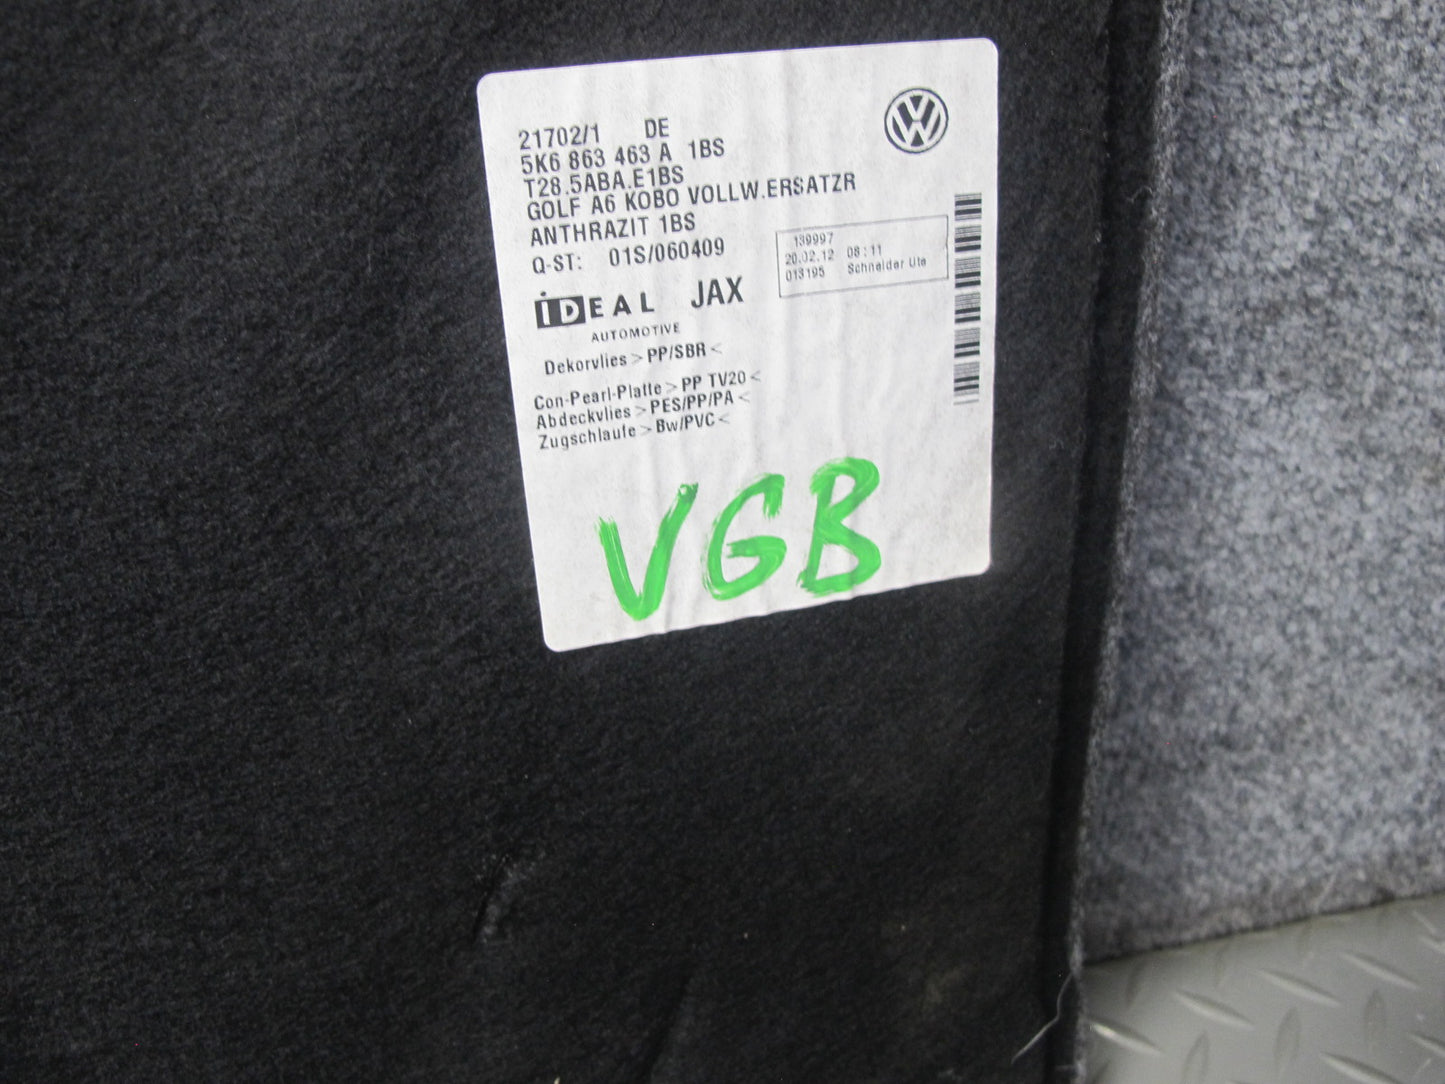 21702/1 DE
5K6 863 463 A 1BS
T28.5ABA.E1BS
GOLF A6 KOBO VOLLW.ERSATZR
ANTHRAZIT 1BS
Q-ST: 01S/060409
139997
20.02.12 08:11
013195 Schneider Ute
iDEAL JAX
AUTOMOTIVE
Dekorvlies >PP/SBR<
Con-Pearl-Platte >PP TV20<
Abdeckvlies >PES/PP/PA<
Zugschlaufe >Bw/PVC<
VGB
VW